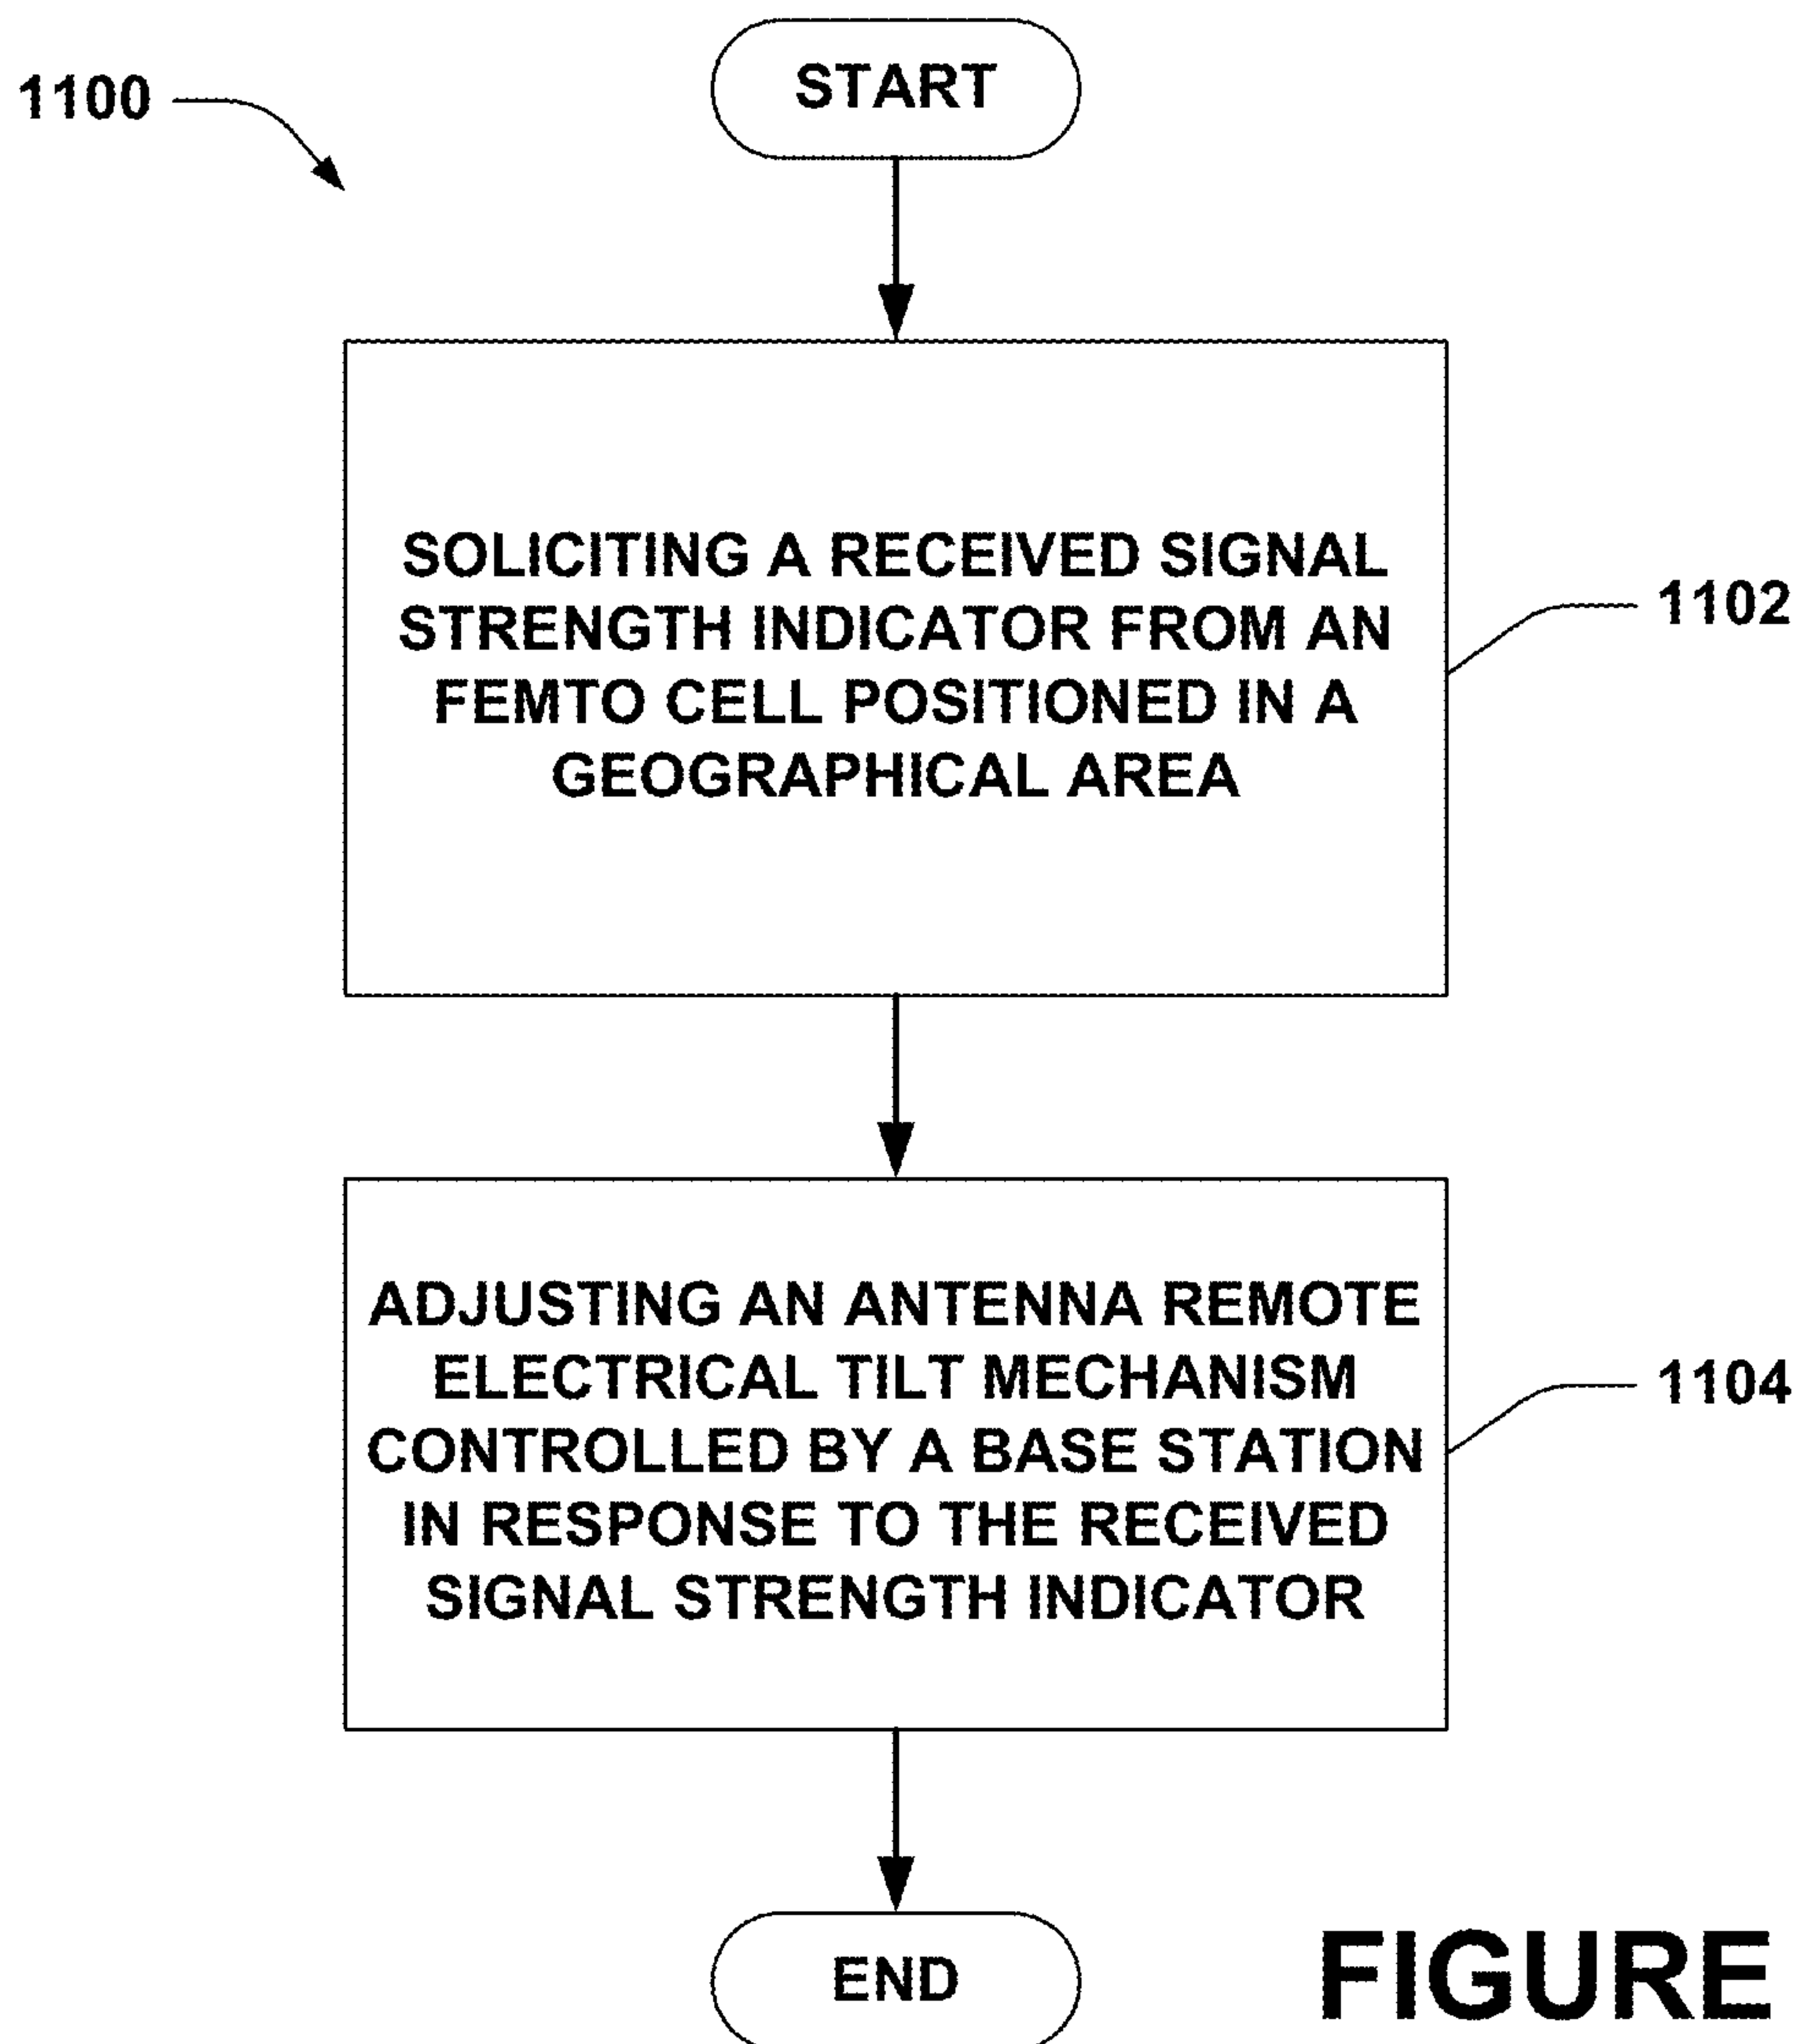 1100
START
SOLICITING A RECEIVED SIGNAL
STRENGTH INDICATOR FROM AN
FEMTO CELL POSITIONED IN A
GEOGRAPHICAL AREA
1102
ADJUSTING AN ANTENNA REMOTE
ELECTRICAL TILT MECHANISM
CONTROLLED BY A BASE STATION
IN RESPONSE TO THE RECEIVED
SIGNAL STRENGTH INDICATOR
1104
END
FIGURE